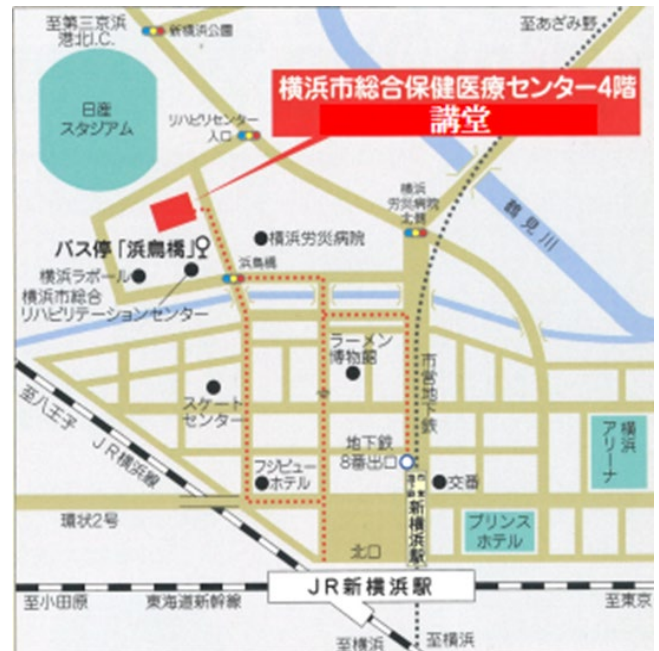 至第三京浜
港北I.C.
新横浜公園
至あざみ野
横浜市総合保健医療センター4階
講堂
日産
スタジアム
リハビリセンター
入口
横浜
労災病院
北側
鶴見川
横浜労災病院
バス停「浜鳥橋」
浜鳥橋
横浜ラポール
横浜市総合
リハビリテーションセンター
ラーメン
博物館
市営地下鉄
スケート
センター
至八王子
JR横浜線
地下鉄
8番出口
フジビュー
ホテル
交番
横浜
アリーナ
新横浜駅
プリンス
ホテル
環状2号
北口
JR新横浜駅
至小田原
東海道新幹線
至東京
至横浜
至横浜